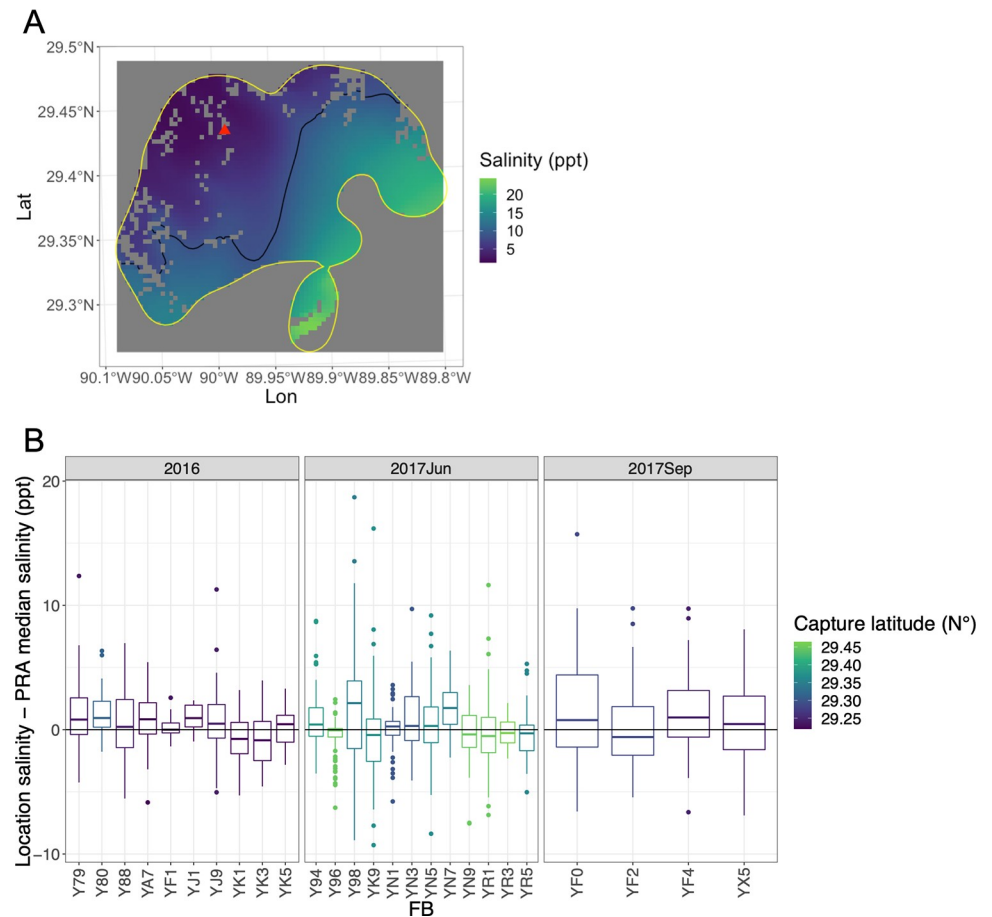 A
29.5°N
29.45°N
29.4°N
29.35°N
29.3°N
Lat
90.1°W 90.05°W 90°W 89.95°W 89.9°W 89.85°W 89.8°W
Lon
Salinity (ppt)
20
15
10
5
B
2016 2017Jun 2017Sep
Location salinity − PRA median salinity (ppt)
20
10
0
−10
Y79 Y80 Y88 YA7 YF1 YJ1 YJ9 YK1 YK3 YK5 Y94 Y96 Y98 YK9 YN1 YN3 YN5 YN7 YN9 YR1 YR3 YR5 YF0 YF2 YF4 YX5
FB
Capture latitude (N°)
29.45
29.40
29.35
29.30
29.25